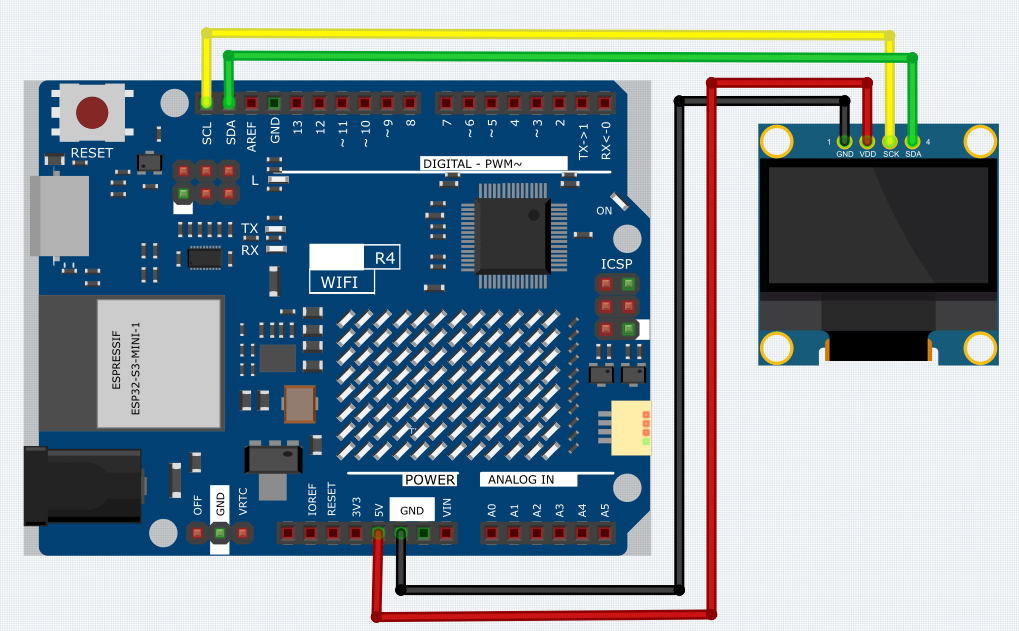 RESET
SCL
SDA
AREF
GND
13
12
~11
~10
~9
8
7
~6
~5
4
~3
2
TX->1
RX<-0
DIGITAL - PWM~
L
TX
RX
R4
WIFI
ON
ICSP
ESPRESSIF
ESP32-S3-MINI-1
POWER
ANALOG IN
OFF
GND
VRTC
IOREF
RESET
3V3
5V
GND
VIN
A0
A1
A2
A3
A4
A5
1
GND
VDD
SCK
SDA
4